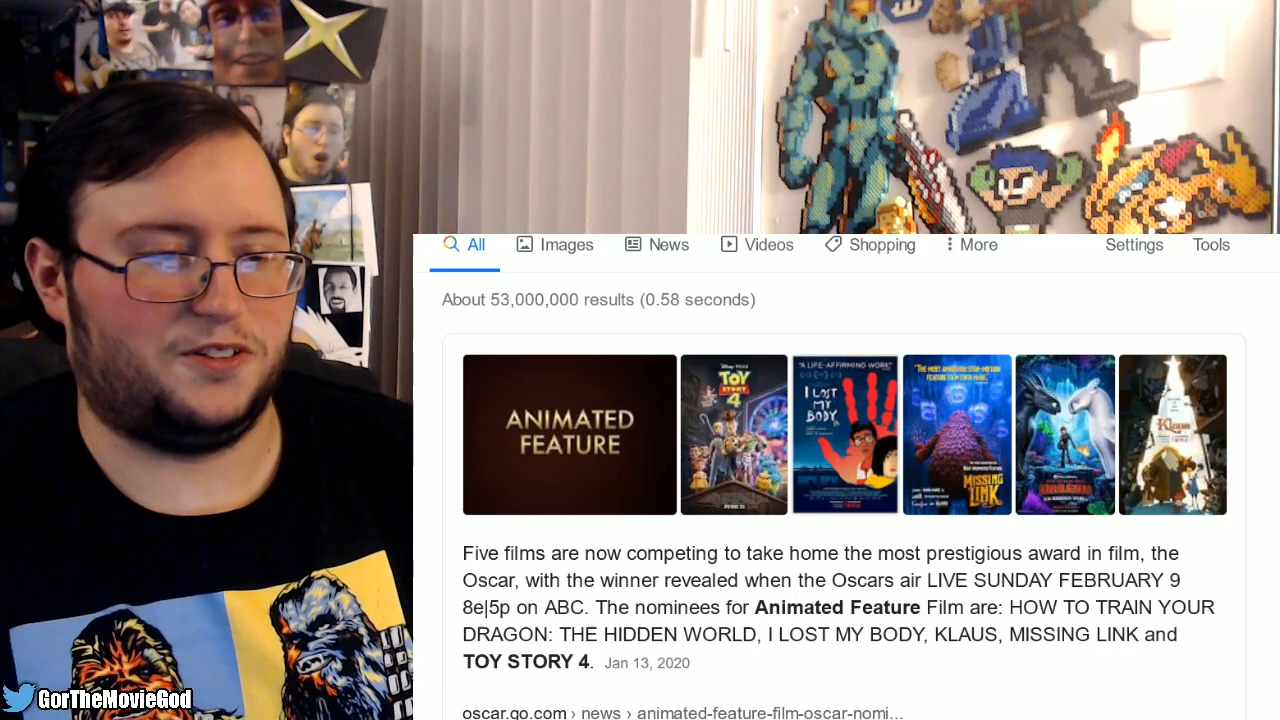 All Images News Videos Shopping More Settings Tools
About 53,000,000 results (0.58 seconds)
ANIMATED
FEATURE
TOY
STORY
4
"A LIFE-AFFIRMING WORK"
I LOST
MY
BODY
MISSING
LINK
Klaus
Five films are now competing to take home the most prestigious award in film, the
Oscar, with the winner revealed when the Oscars air LIVE SUNDAY FEBRUARY 9
8e|5p on ABC. The nominees for Animated Feature Film are: HOW TO TRAIN YOUR
DRAGON: THE HIDDEN WORLD, I LOST MY BODY, KLAUS, MISSING LINK and
TOY STORY 4. Jan 13, 2020
oscar.go.com › news › animated-feature-film-oscar-nomi...
GorTheMovieGod